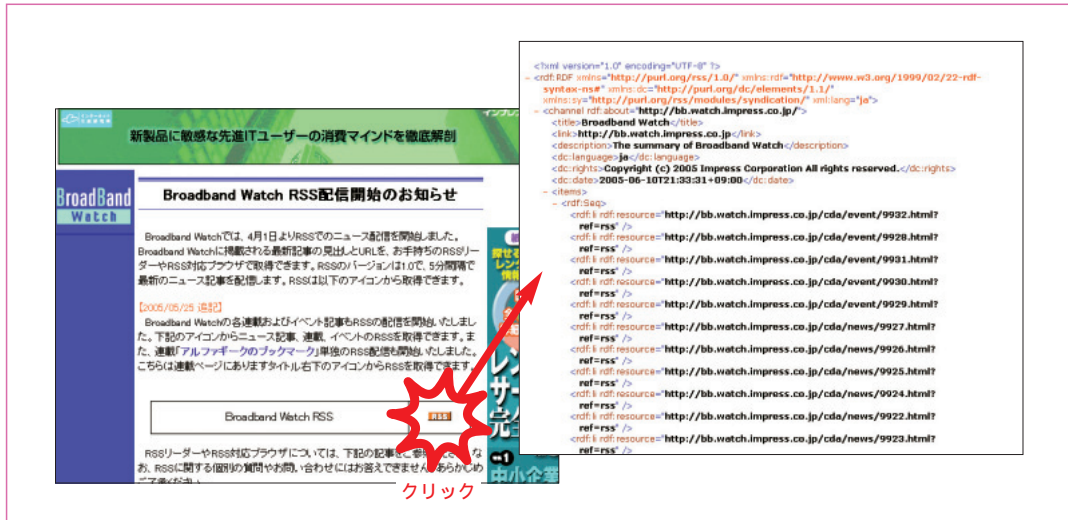 新製品に敏感な先進ITユーザーの消費マインドを徹底解剖
BroadBand
Watch
Broadband Watch RSS配信開始のお知らせ
Broadband Watchでは、4月1日よりRSSでのニュース配信を開始しました。
Broadband Watchに掲載される最新記事の見出しとURLを、お手持ちのRSSリー
ダーやRSS対応ブラウザで取得できます。RSSのバージョンは1.0で、5分間隔で
最新のニュース記事を配信します。RSSは以下のアイコンから取得できます。
【2005/05/25 追記】
Broadband Watchの各連載およびイベント記事もRSSの配信を開始いたしまし
た。下記のアイコンからニュース記事、連載、イベントのRSSを取得できます。ま
た、連載「アルファギークのブックマーク」単独のRSS配信も開始いたしました。
こちらは連載ページにありますタイトル右下のアイコンからRSSを取得できます。
Broadband Watch RSS
RSS
RSSリーダーやRSS対応ブラウザについては、下記の記事をご参照ください。な
お、RSSに関する個別の質問やお問い合わせにはお答えできません。あらかじめ
ご了承ください。
クリック
<?xml version="1.0" encoding="UTF-8" ?>
- <rdf:RDF xmlns="http://purl.org/rss/1.0/" xmlns:rdf="http://www.w3.org/1999/02/22-rdf-
syntax-ns#" xmlns:dc="http://purl.org/dc/elements/1.1/"
xmlns:sy="http://purl.org/rss/modules/syndication/" xml:lang="ja">
- <channel rdf:about="http://bb.watch.impress.co.jp/">
<title>Broadband Watch</title>
<link>http://bb.watch.impress.co.jp</link>
<description>The summary of Broadband Watch</description>
<dc:language>ja</dc:language>
<dc:rights>Copyright (c) 2005 Impress Corporation All rights reserved.</dc:rights>
<dc:date>2005-06-10T21:33:31+09:00</dc:date>
- <items>
- <rdf:Seq>
<rdf:li rdf:resource="http://bb.watch.impress.co.jp/cda/event/9932.html?
ref=rss" />
<rdf:li rdf:resource="http://bb.watch.impress.co.jp/cda/event/9928.html?
ref=rss" />
<rdf:li rdf:resource="http://bb.watch.impress.co.jp/cda/event/9931.html?
ref=rss" />
<rdf:li rdf:resource="http://bb.watch.impress.co.jp/cda/event/9930.html?
ref=rss" />
<rdf:li rdf:resource="http://bb.watch.impress.co.jp/cda/event/9929.html?
ref=rss" />
<rdf:li rdf:resource="http://bb.watch.impress.co.jp/cda/news/9927.html?
ref=rss" />
<rdf:li rdf:resource="http://bb.watch.impress.co.jp/cda/news/9926.html?
ref=rss" />
<rdf:li rdf:resource="http://bb.watch.impress.co.jp/cda/news/9925.html?
ref=rss" />
<rdf:li rdf:resource="http://bb.watch.impress.co.jp/cda/news/9924.html?
ref=rss" />
<rdf:li rdf:resource="http://bb.watch.impress.co.jp/cda/news/9922.html?
ref=rss" />
<rdf:li rdf:resource="http://bb.watch.impress.co.jp/cda/news/9923.html?
ref=rss" />